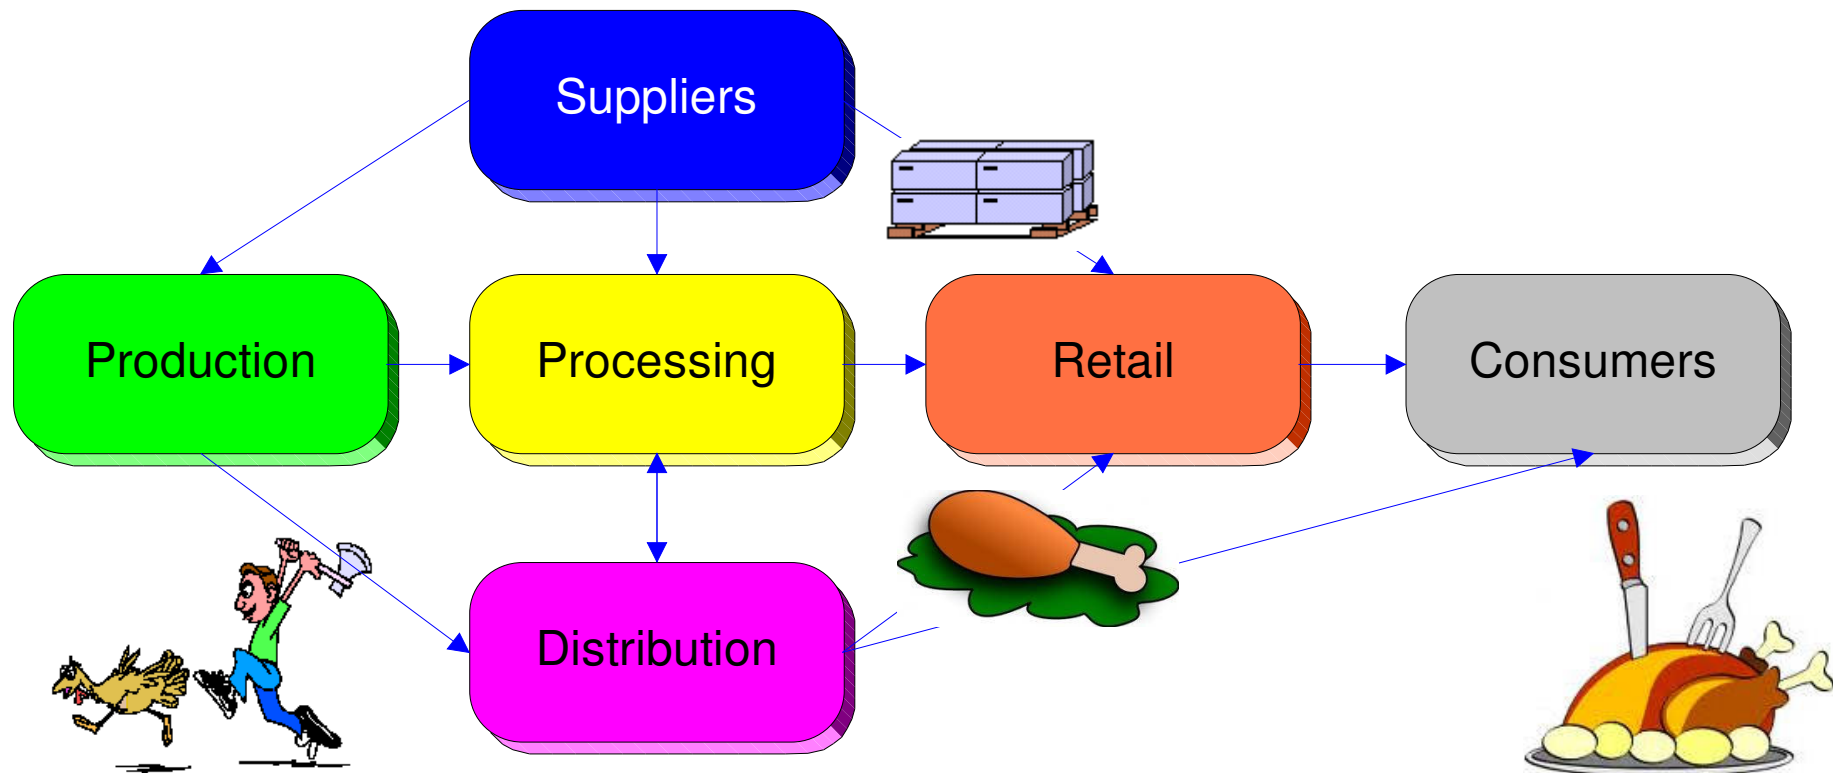 Suppliers
Production
Processing
Retail
Consumers
Distribution